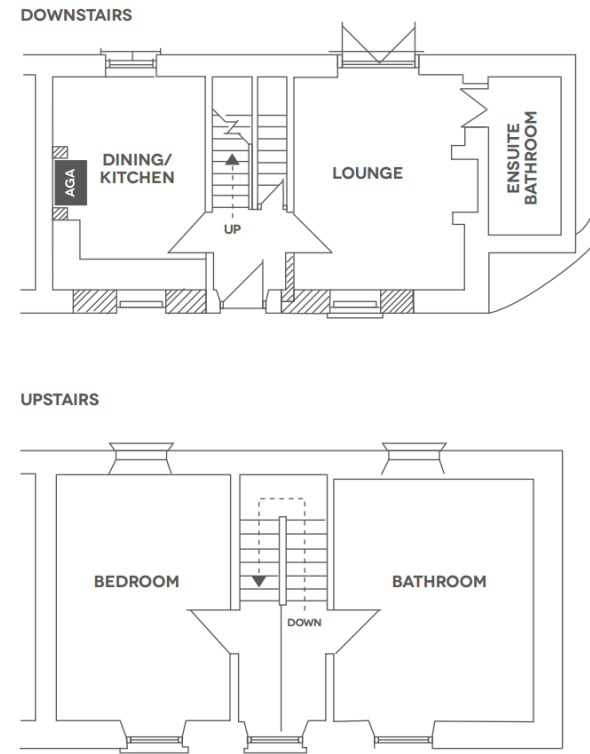 DOWNSTAIRS
DINING/
KITCHEN
AGA
UP
LOUNGE
ENSUITE
BATHROOM
UPSTAIRS
BEDROOM
BATHROOM
DOWN